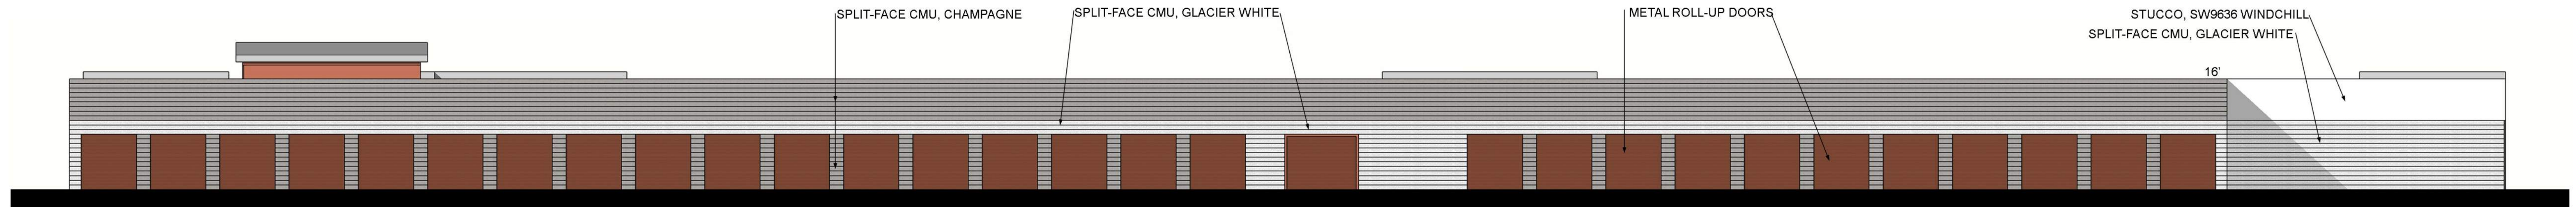 SPLIT-FACE CMU, CHAMPAGNE
SPLIT-FACE CMU, GLACIER WHITE
METAL ROLL-UP DOORS
STUCCO, SW9636 WINDCHILL
SPLIT-FACE CMU, GLACIER WHITE
16'